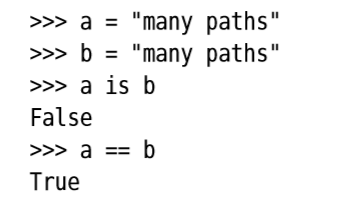 >>> a = "many paths"
>>> b = "many paths"
>>> a is b
False
>>> a == b
True